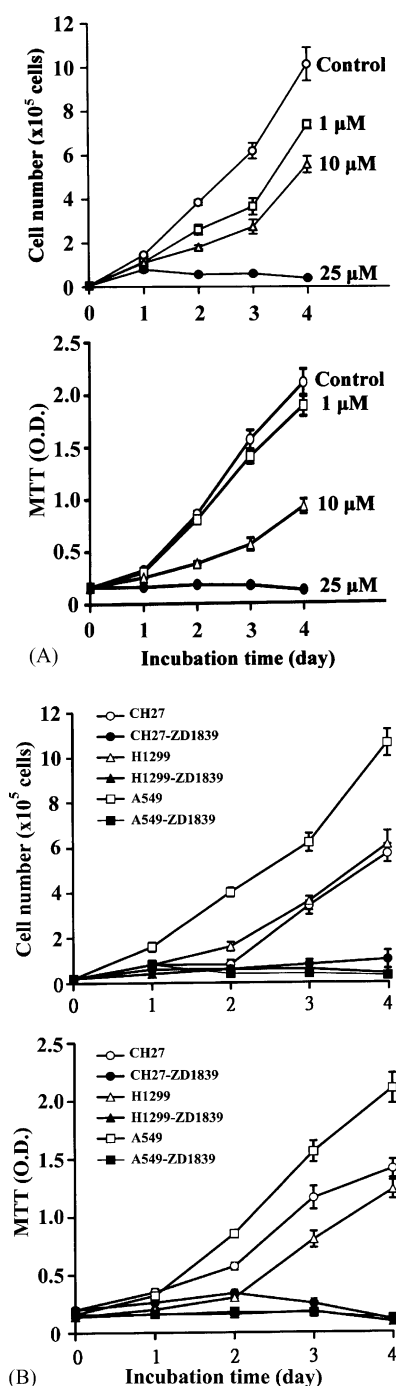 12
10
8
6
4
2
0
Cell number (x10⁵ cells)
Control
1 μM
10 μM
25 μM
0 1 2 3 4
2.5
2.0
1.5
1.0
0.5
0
MTT (O.D.)
Control
1 μM
10 μM
25 μM
0 1 2 3 4
(A) Incubation time (day)
12
10
8
6
4
2
0
Cell number (x10⁵ cells)
CH27
CH27-ZD1839
H1299
H1299-ZD1839
A549
A549-ZD1839
0 1 2 3 4
2.5
2.0
1.5
1.0
0.5
0
MTT (O.D.)
CH27
CH27-ZD1839
H1299
H1299-ZD1839
A549
A549-ZD1839
0 1 2 3 4
(B) Incubation time (day)